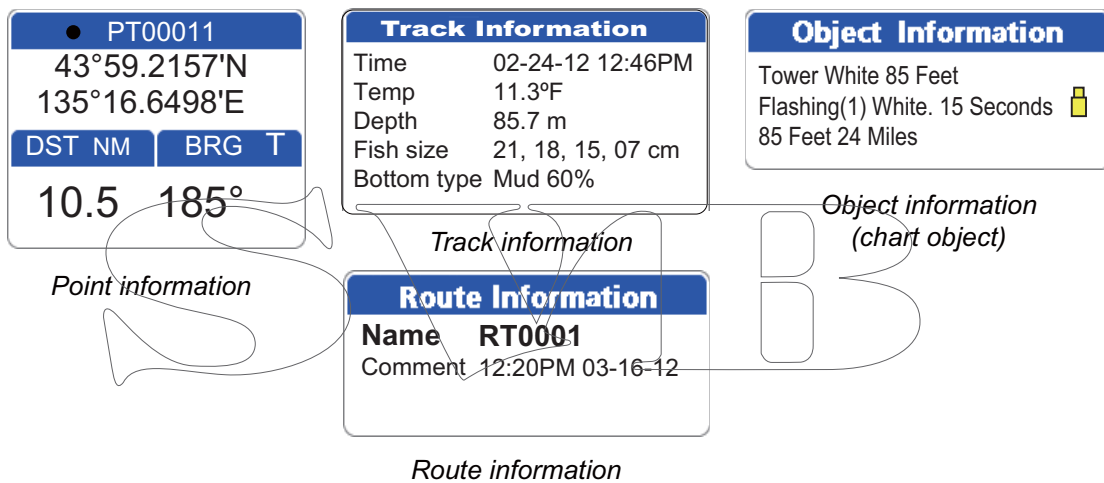 ● PT00011
43°59.2157'N
135°16.6498'E
DST NM BRG T
10.5 185°
Point information
Track Information
Time 02-24-12 12:46PM
Temp 11.3ºF
Depth 85.7 m
Fish size 21, 18, 15, 07 cm
Bottom type Mud 60%
Track information
Object Information
Tower White 85 Feet
Flashing(1) White. 15 Seconds
85 Feet 24 Miles
Object information
(chart object)
Route Information
Name RT0001
Comment 12:20PM 03-16-12
Route information
SVB